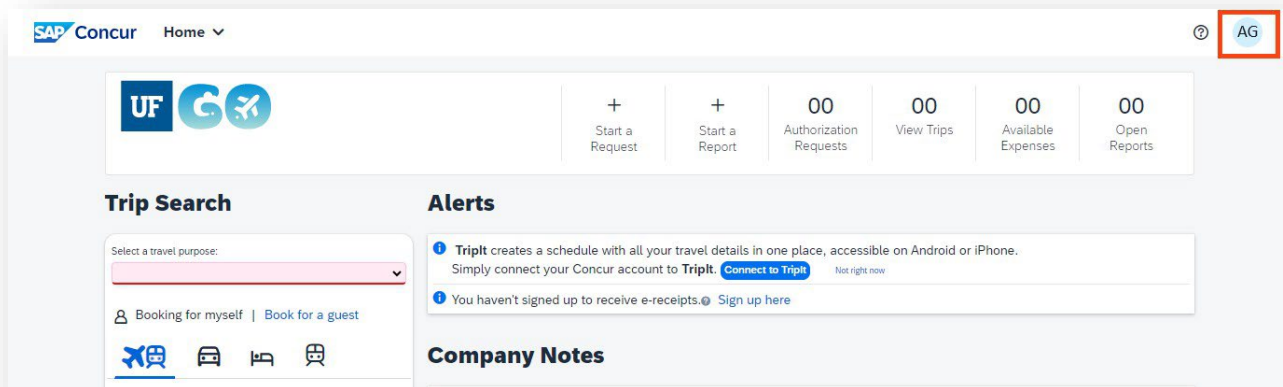 SAP Concur Home
AG
UF GO
+ + 00 00 00 00
Start a Request
Start a Report
Authorization Requests
View Trips
Available Expenses
Open Reports
Trip Search
Select a travel purpose:
Booking for myself | Book for a guest
Alerts
TripIt creates a schedule with all your travel details in one place, accessible on Android or iPhone.
Simply connect your Concur account to TripIt. Connect to TripIt Not right now
You haven't signed up to receive e-receipts. Sign up here
Company Notes